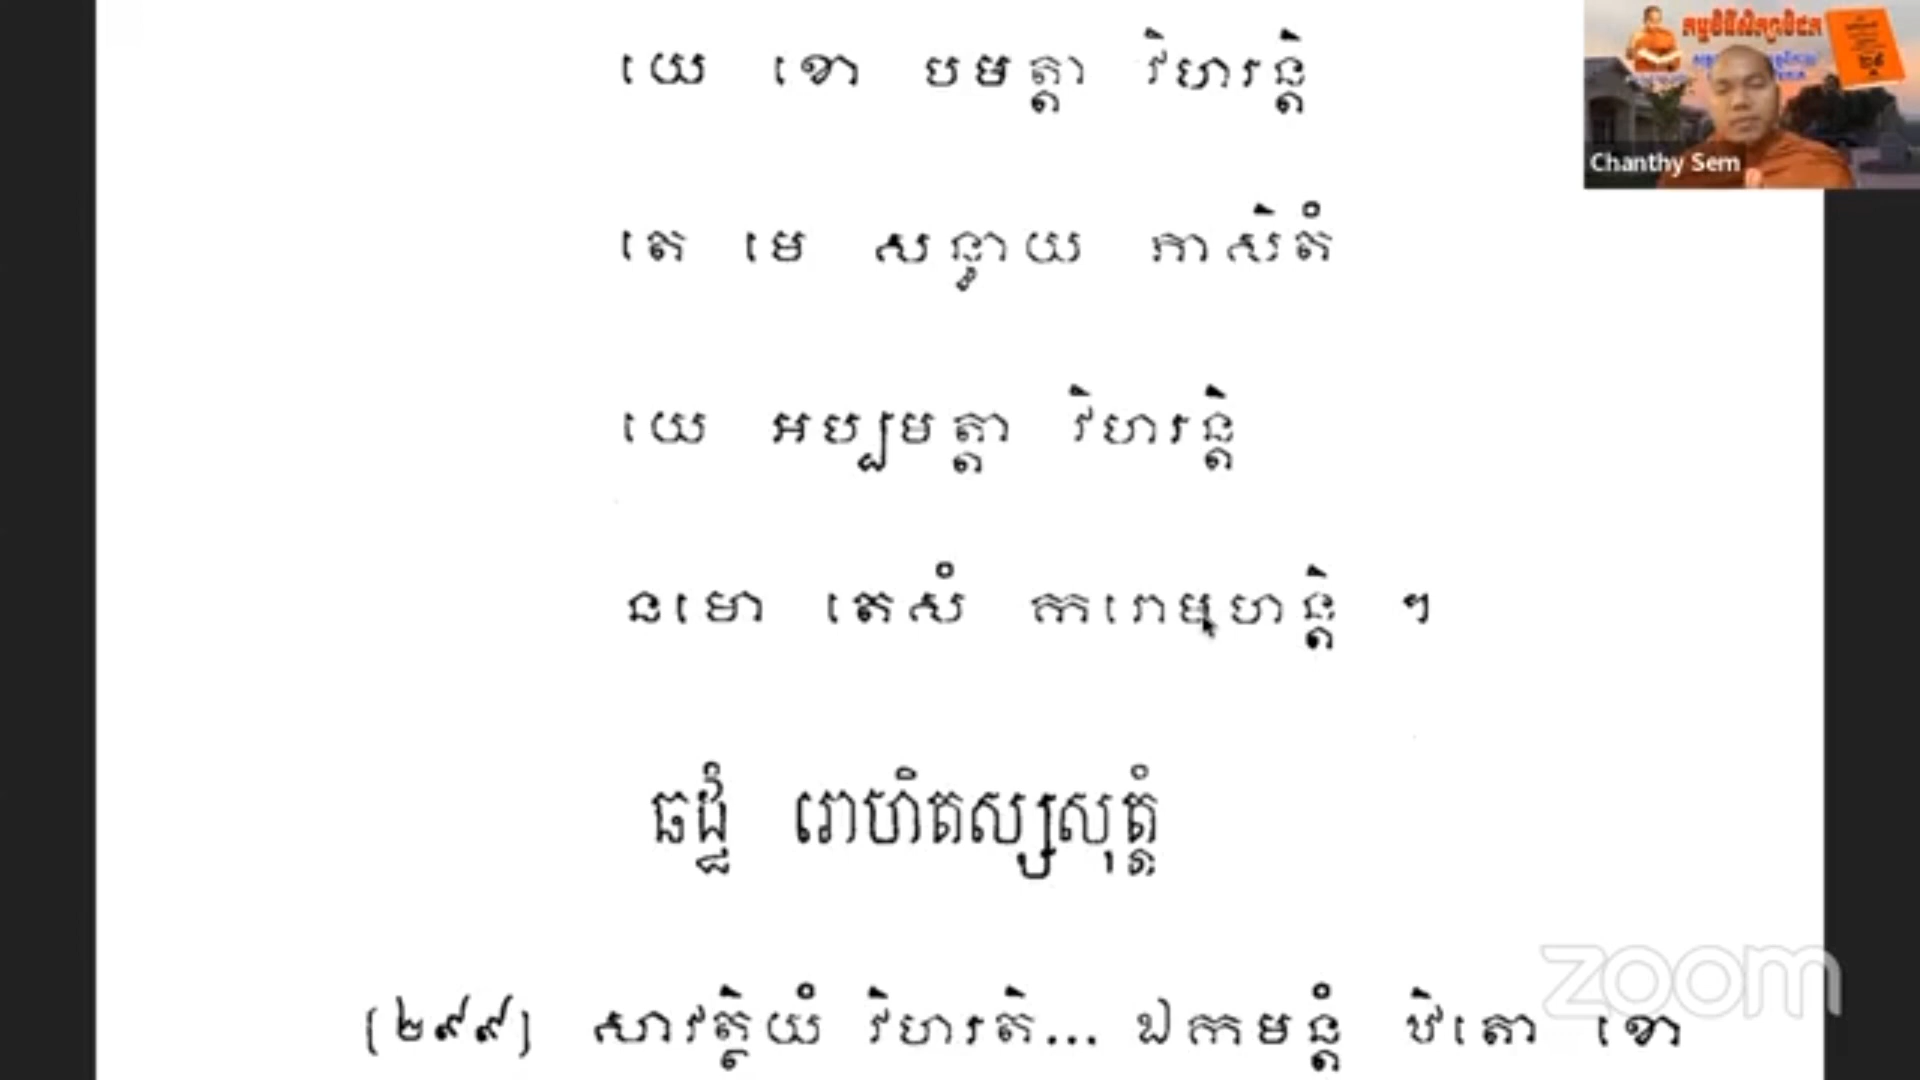 យេ ខោ បមត្តា វិហរន្តិ
តេ មេ សន្ធាយ ភាសិតំ
យេ អប្បមត្តា វិហរន្តិ
នមោ តេសំ ករោមហន្តិ ។
ឆដ្ឋំ រោហិតស្សសុត្តំ
[២៩៩] សាវត្ថិយំ វិហរតិ... ឯកមន្តំ ឋិតោ ខោ
Chanthy Sem
zoom